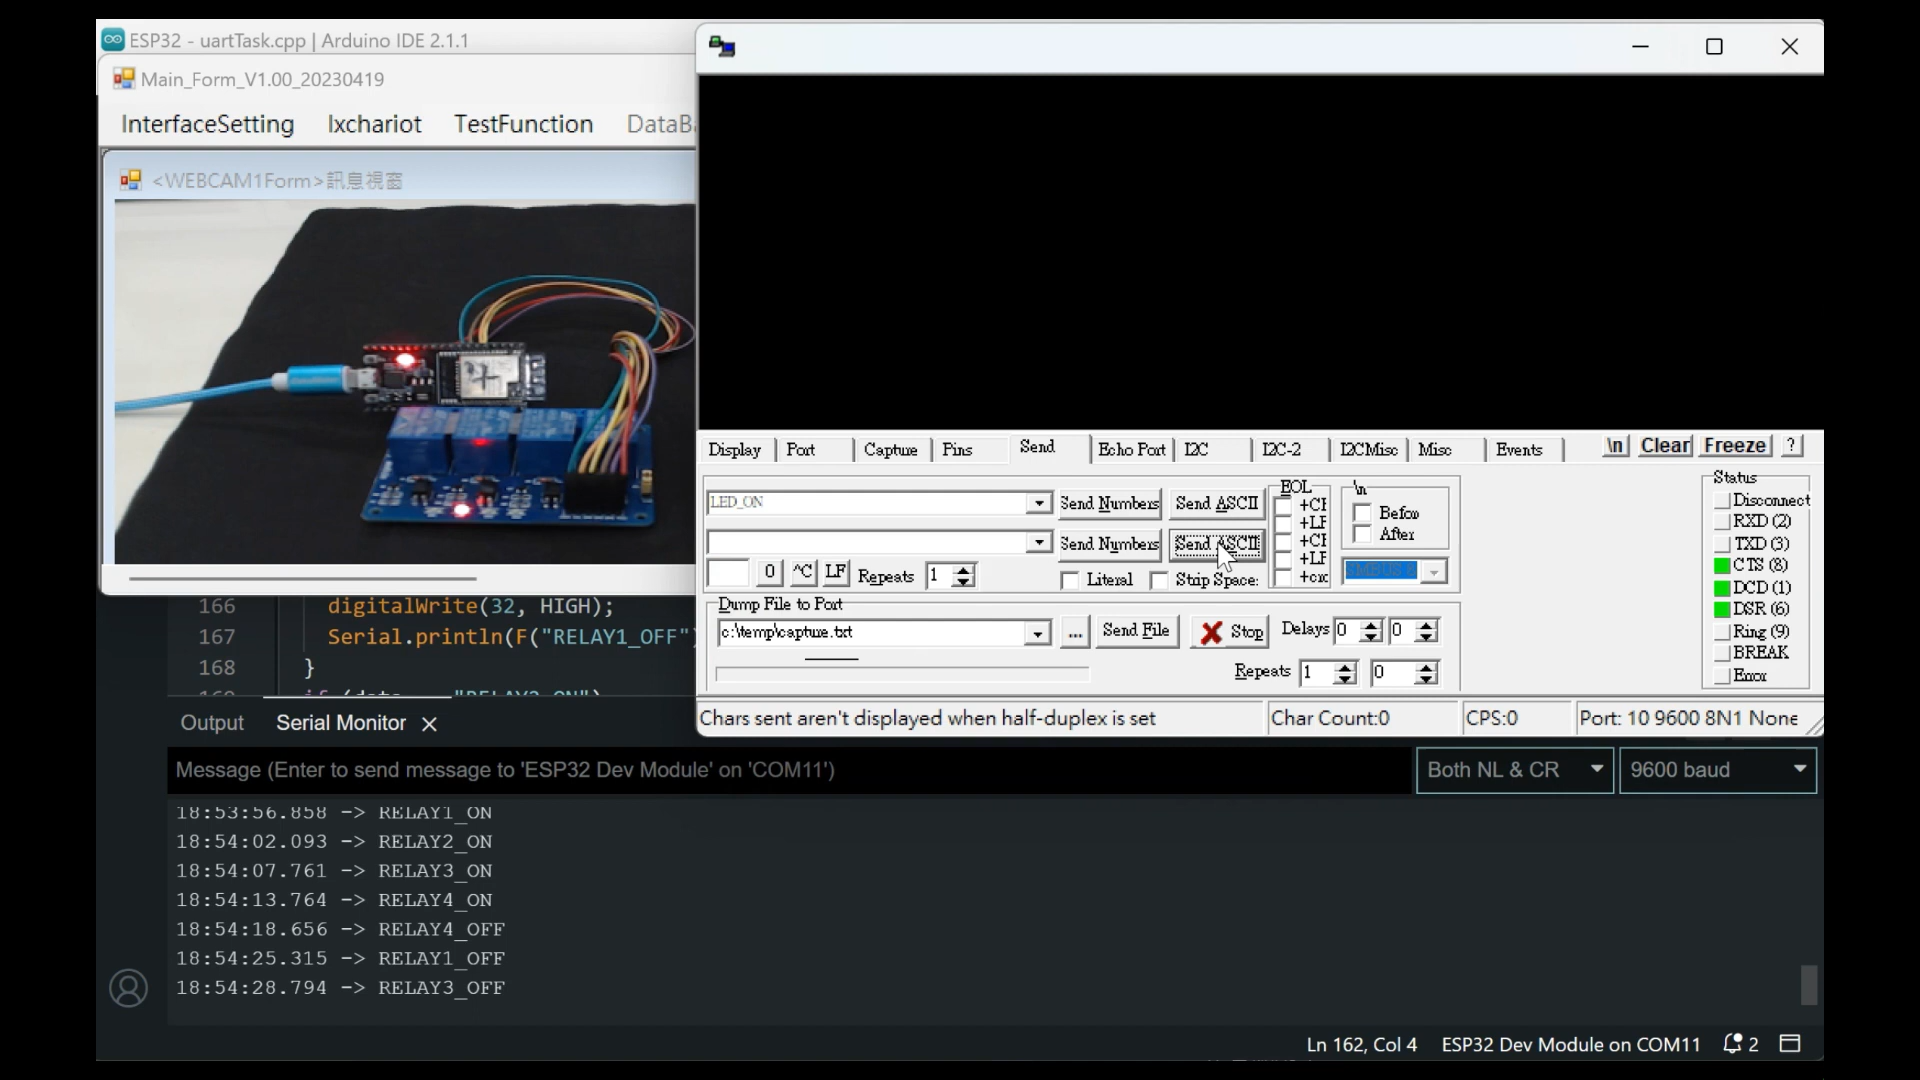 ESP32 - uartTask.cpp | Arduino IDE 2.1.1
Main_Form_V1.00_20230419
InterfaceSetting Ixchariot TestFunction DataBa
<WEBCAM1Form>訊息視窗
Display Port Capture Pins Send Echo Port I2C I2C-2 I2CMisc Misc Events \n Clear Freeze ?
LED_ON Send Numbers Send ASCII
EOL
+CR
+LF
+CR
+LF
\n
Before
After
Send Numbers Send ASCII
0 ^C LF Repeats 1 Literal Strip Space:
Dump File to Port
c:\temp\capture.txt ... Send File Stop Delays 0 0
Repeats 1 0
Status
Disconnect
RXD (2)
TXD (3)
CTS (8)
DCD (1)
DSR (6)
Ring (9)
BREAK
Error
Chars sent aren't displayed when half-duplex is set Char Count:0 CPS:0 Port: 10 9600 8N1 None
166 digitalWrite(32, HIGH);
167 Serial.println(F("RELAY1_OFF")
168 }
Output Serial Monitor
Message (Enter to send message to 'ESP32 Dev Module' on 'COM11') Both NL & CR 9600 baud
18:53:56.858 -> RELAY1_ON
18:54:02.093 -> RELAY2_ON
18:54:07.761 -> RELAY3_ON
18:54:13.764 -> RELAY4_ON
18:54:18.656 -> RELAY4_OFF
18:54:25.315 -> RELAY1_OFF
18:54:28.794 -> RELAY3_OFF
Ln 162, Col 4 ESP32 Dev Module on COM11 2